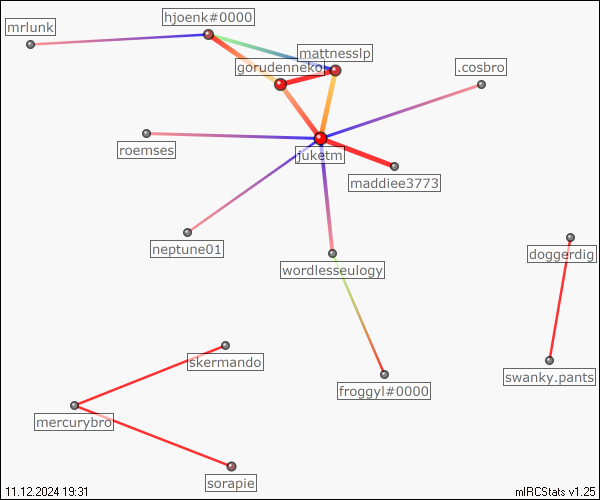 hjoenk#0000
mrlunk
mattnesslp
gorudenneko
.cosbro
roemses
juketm
maddiee3773
neptune01
doggerdig
wordlesseulogy
skermando
swanky.pants
froggyl#0000
mercurybro
sorapie
11.12.2024 19:31
mIRCStats v1.25